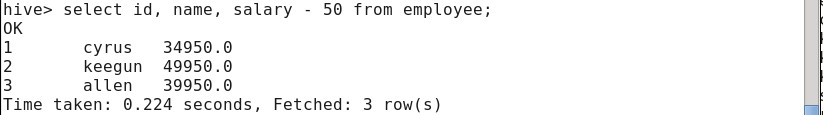 hive> select id, name, salary - 50 from employee;
OK
1 cyrus 34950.0
2 keegun 49950.0
3 allen 39950.0
Time taken: 0.224 seconds, Fetched: 3 row(s)